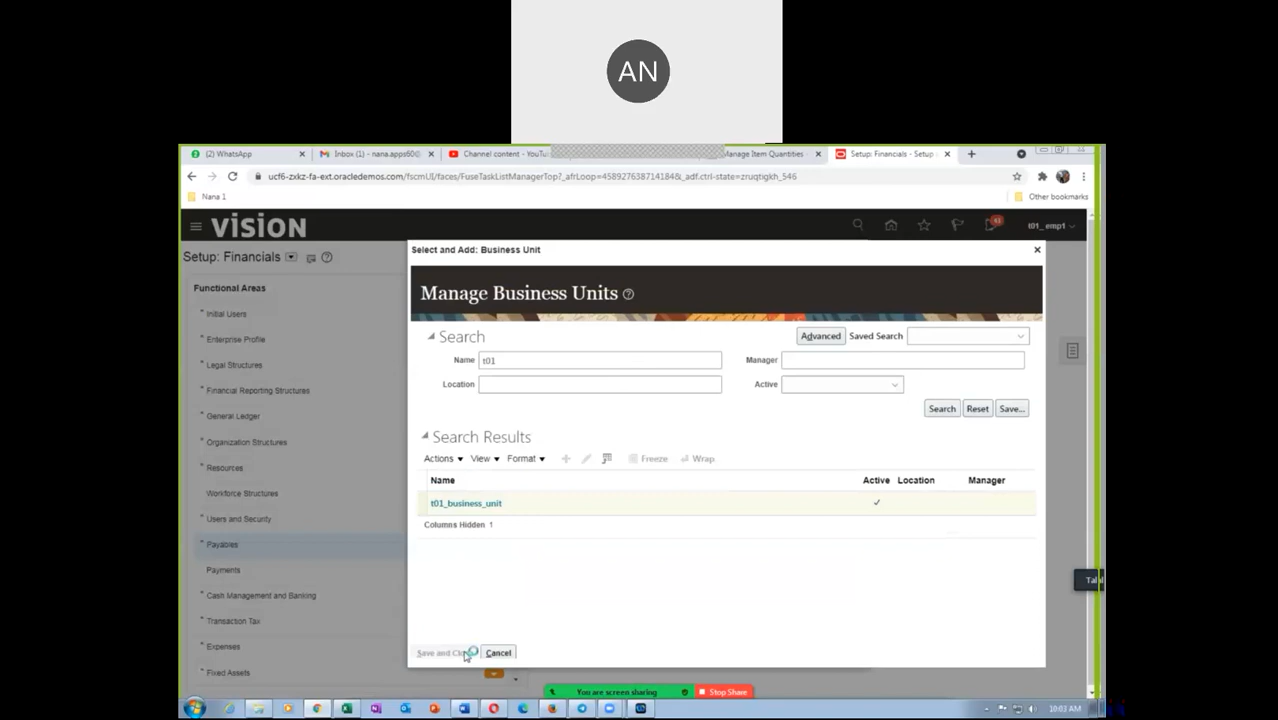 AN
(2) WhatsApp
Inbox (1) - nana.apps60@
Channel content - YouTu
Manage Item Quantities -
Setup: Financials - Setup
ucf6-zxkz-fa-ext.oracledemos.com/fscmUI/faces/FuseTaskListManagerTop?_afrLoop=45892763871418
Nana 1
Other bookmarks
VISION
t01_emp1
Setup: Financials
Select and Add: Business Unit
Functional Areas
Manage Business Units
* Initial Users
* Enterprise Profile
* Legal Structures
* Financial Reporting Structures
* General Ledger
* Organization Structures
* Resources
Workforce Structures
* Users and Security
* Payables
Payments
* Cash Management and Banking
* Transaction Tax
* Expenses
* Fixed Assets
Search
Advanced Saved Search
Name t01
Manager
Location
Active
Search Reset Save...
Search Results
Actions View Format Freeze Wrap
Name Active Location Manager
t01_business_unit
Columns Hidden 1
Save and Cl
Cancel
You are screen sharing
Stop Share
10:03 AM